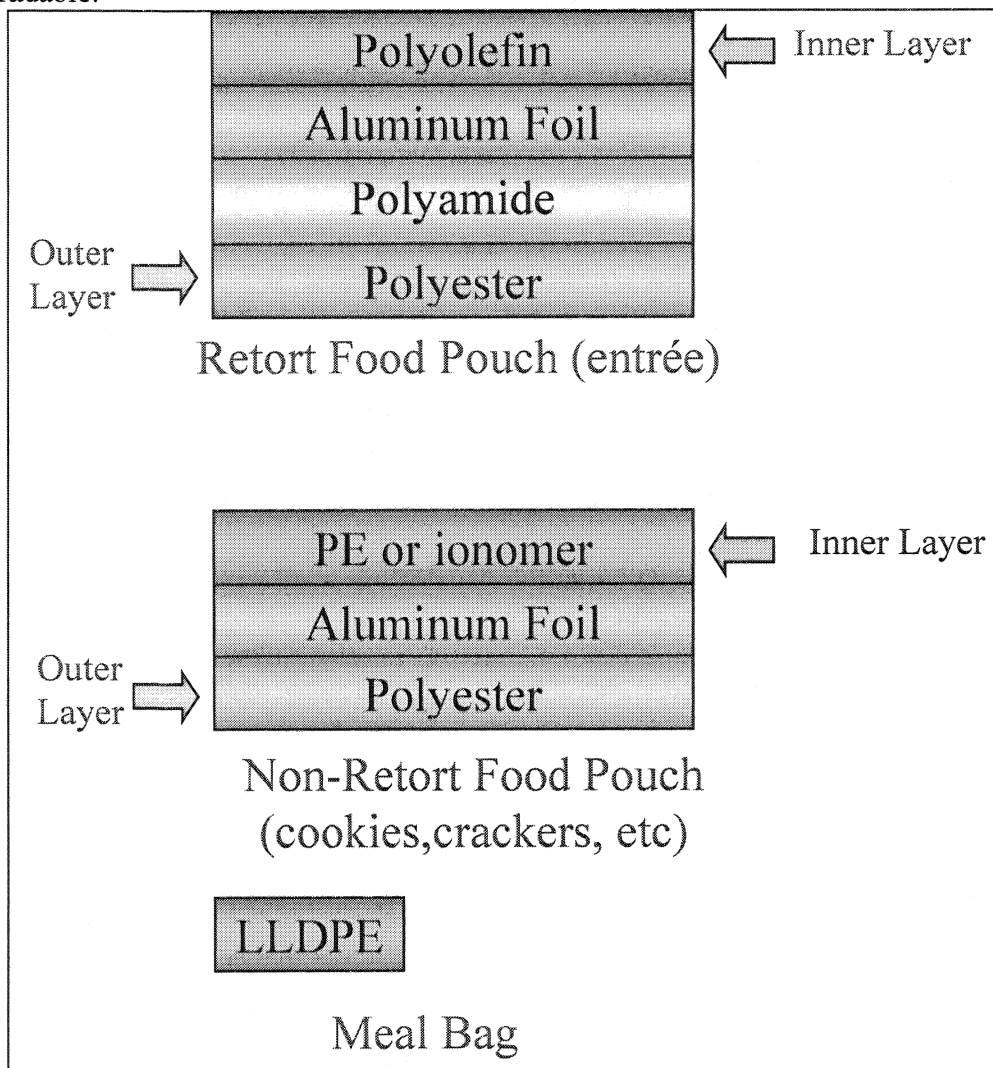 Polyolefin
Inner Layer
Aluminum Foil
Polyamide
Outer
Layer
Polyester
Retort Food Pouch (entrée)
PE or ionomer
Inner Layer
Aluminum Foil
Outer
Layer
Polyester
Non-Retort Food Pouch
(cookies,crackers, etc)
LLDPE
Meal Bag